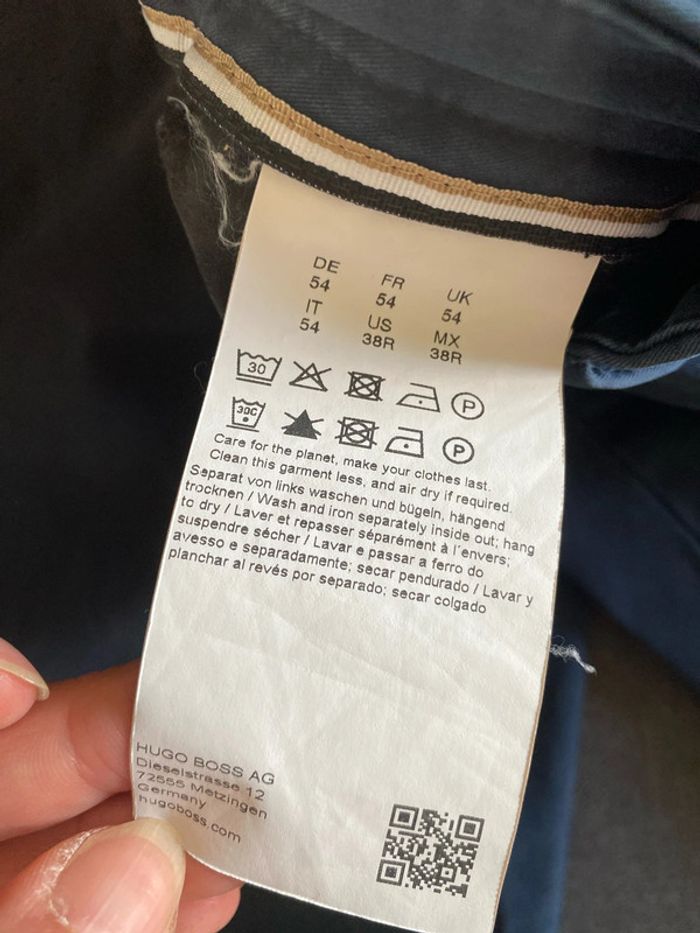 DE FR UK
54 54 54
IT US MX
54 38R 38R
30 P
30C P
Care for the planet, make your clothes last.
Clean this garment less, and air dry if required.
Separat von links waschen und bügeln, hängend
trocknen / Wash and iron separately inside out; hang
to dry / Laver et repasser séparément à l'envers;
suspendre sécher / Lavar e passar a ferro do
avesso e separadamente; secar pendurado / Lavar y
planchar al revés por separado; secar colgado
HUGO BOSS AG
Dieselstrasse 12
72555 Metzingen
Germany
hugoboss.com